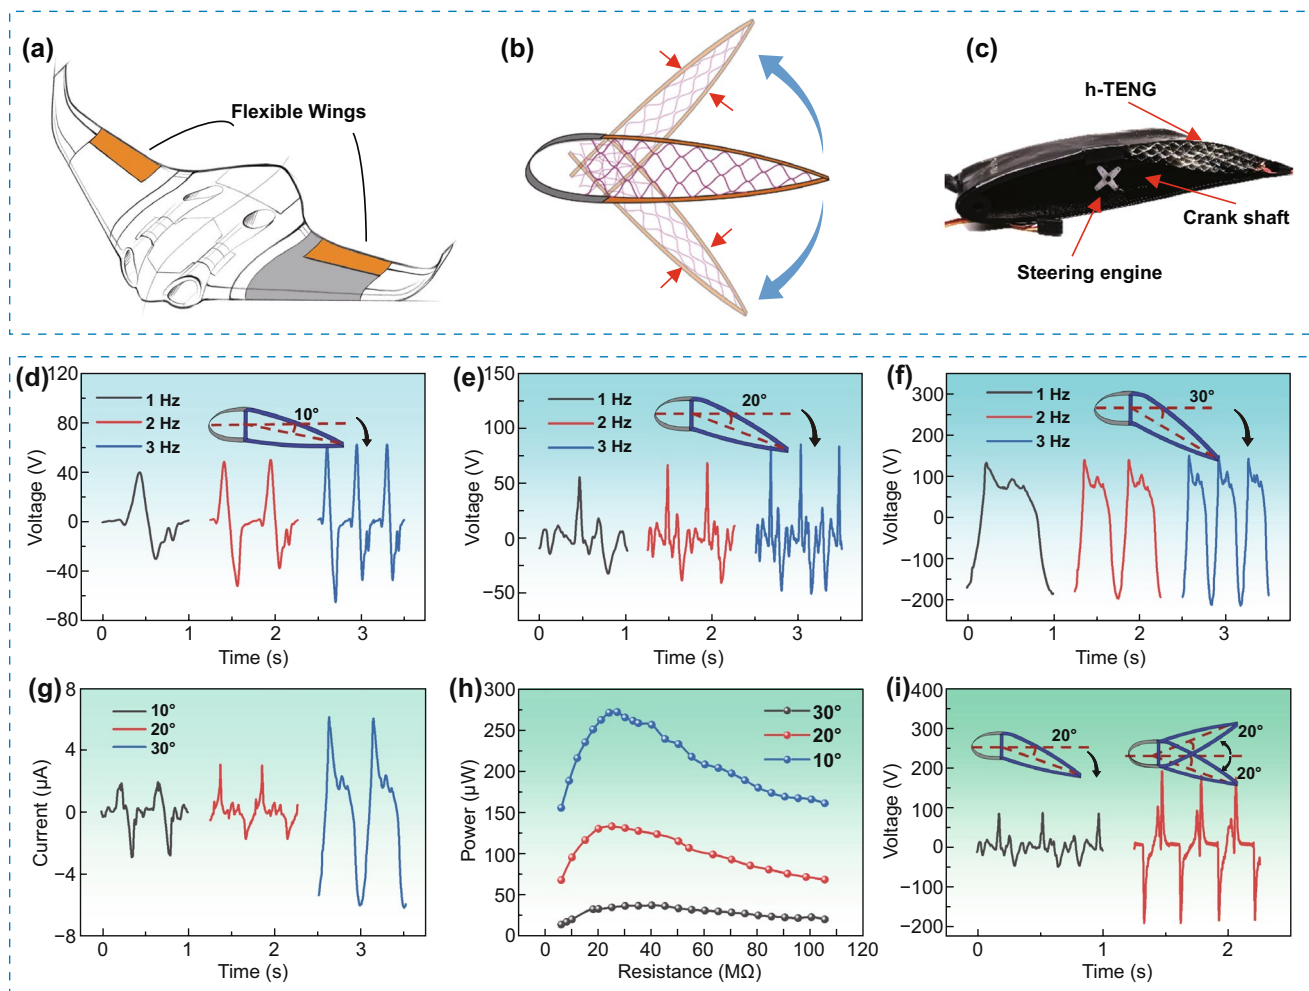 (a)
Flexible Wings
(b)
(c)
h-TENG
Crank shaft
Steering engine
(d)
120
80
40
0
−40
−80
Voltage (V)
1 Hz
2 Hz
3 Hz
10°
0
1
2
3
Time (s)
(e)
150
100
50
0
−50
Voltage (V)
1 Hz
2 Hz
3 Hz
20°
0
1
2
3
Time (s)
(f)
300
200
100
0
−100
−200
Voltage (V)
1 Hz
2 Hz
3 Hz
30°
0
1
2
3
Time (s)
(g)
8
4
0
−4
−8
Current (µA)
10°
20°
30°
0
1
2
3
Time (s)
(h)
300
250
200
150
100
50
0
Power (µW)
30°
20°
10°
0
20
40
60
80
100
120
Resistance (MΩ)
(i)
400
300
200
100
0
−100
−200
Voltage (V)
20°
20°
20°
0
1
2
Time (s)